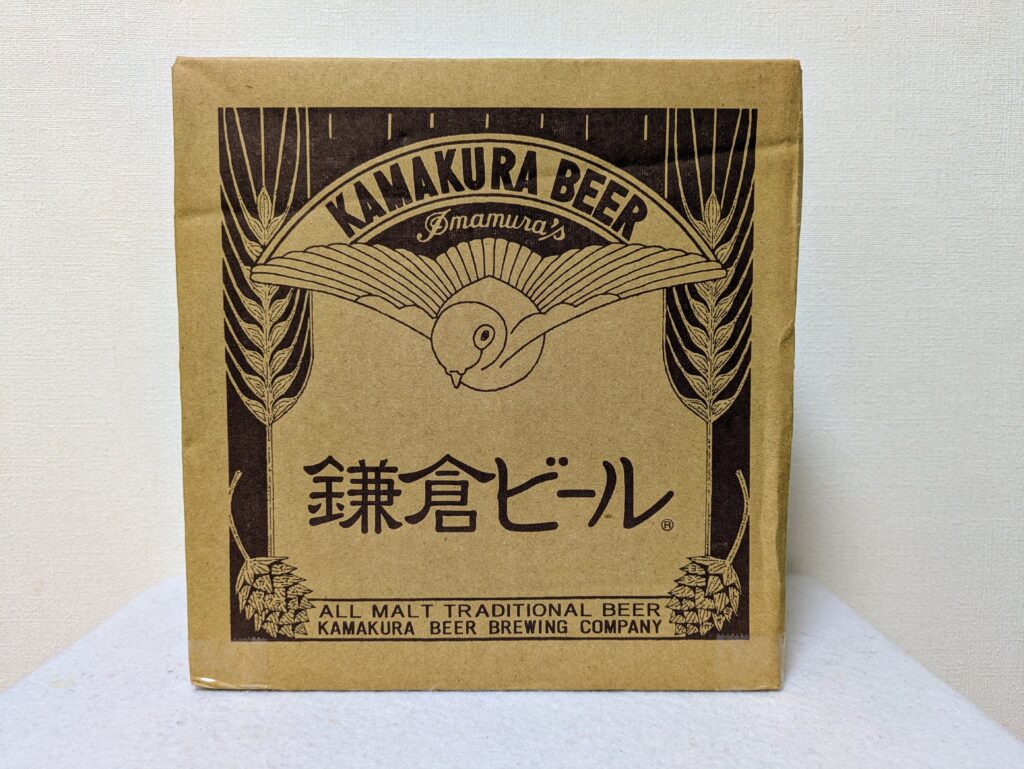 KAMAKURA BEER
Imamura's
鎌倉ビール®
ALL MALT TRADITIONAL BEER
KAMAKURA BEER BREWING COMPANY